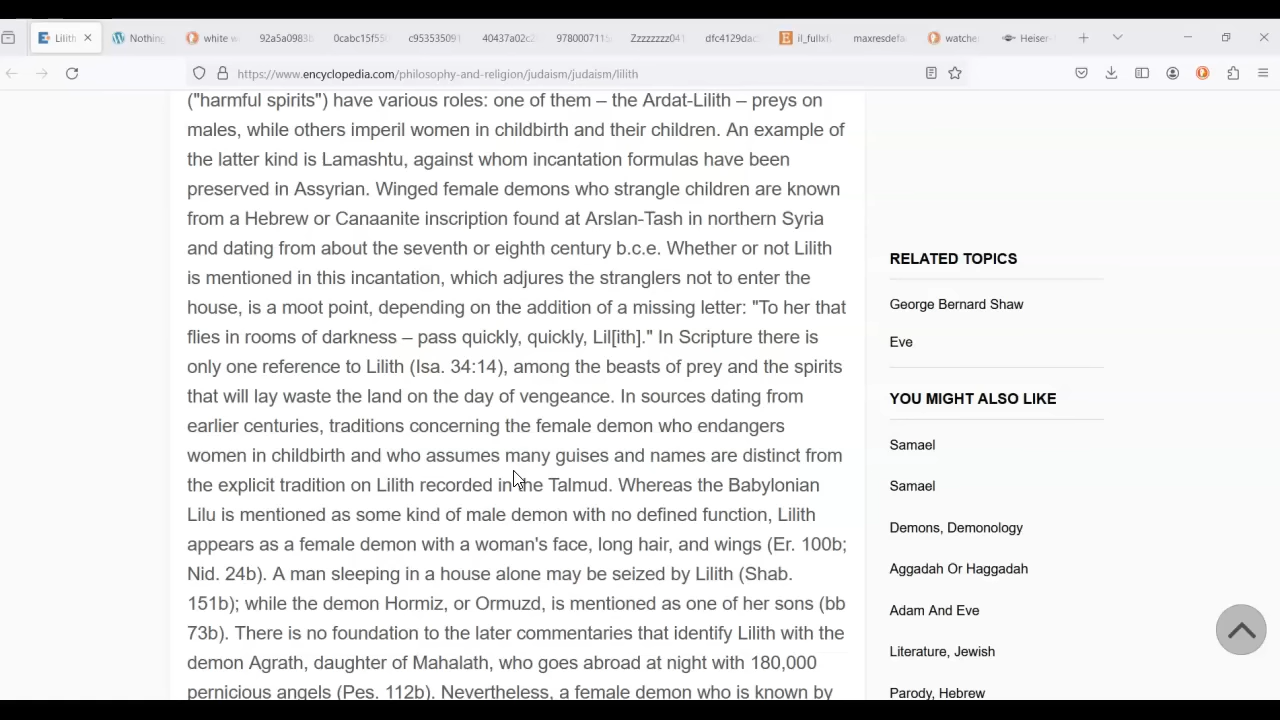 Lilith
Nothing
white w
92a5a0983
0cabc15f55
c953535091
40437a02c2
978000711
Zzzzzzzz041
dfc4129dac
il_fullxf
maxresdefa
watche
Heiser-
https://www.encyclopedia.com/philosophy-and-religion/judaism/judaism/lilith
("harmful spirits") have various roles: one of them – the Ardat-Lilith – preys on
males, while others imperil women in childbirth and their children. An example of
the latter kind is Lamashtu, against whom incantation formulas have been
preserved in Assyrian. Winged female demons who strangle children are known
from a Hebrew or Canaanite inscription found at Arslan-Tash in northern Syria
and dating from about the seventh or eighth century b.c.e. Whether or not Lilith
is mentioned in this incantation, which adjures the stranglers not to enter the
house, is a moot point, depending on the addition of a missing letter: "To her that
flies in rooms of darkness – pass quickly, quickly, Lil[ith]." In Scripture there is
only one reference to Lilith (Isa. 34:14), among the beasts of prey and the spirits
that will lay waste the land on the day of vengeance. In sources dating from
earlier centuries, traditions concerning the female demon who endangers
women in childbirth and who assumes many guises and names are distinct from
the explicit tradition on Lilith recorded in the Talmud. Whereas the Babylonian
Lilu is mentioned as some kind of male demon with no defined function, Lilith
appears as a female demon with a woman's face, long hair, and wings (Er. 100b;
Nid. 24b). A man sleeping in a house alone may be seized by Lilith (Shab.
151b); while the demon Hormiz, or Ormuzd, is mentioned as one of her sons (bb
73b). There is no foundation to the later commentaries that identify Lilith with the
demon Agrath, daughter of Mahalath, who goes abroad at night with 180,000
pernicious angels (Pes. 112b). Nevertheless, a female demon who is known by
RELATED TOPICS
George Bernard Shaw
Eve
YOU MIGHT ALSO LIKE
Samael
Samael
Demons, Demonology
Aggadah Or Haggadah
Adam And Eve
Literature, Jewish
Parody, Hebrew